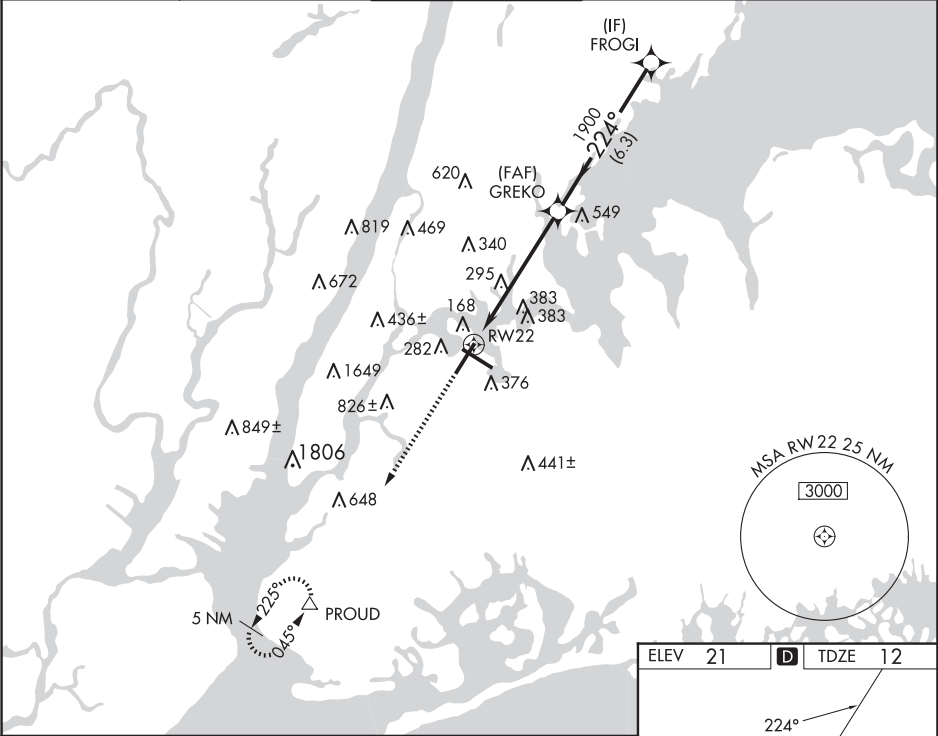 (IF)
FROGI
1900
224°
(6.3)
620
(FAF)
GREKO
549
819
469
340
672
295
383
383
168
436±
RW22
282
1649
376
826±
849±
1806
441±
648
MSA RW 22 25 NM
3000
225°
5 NM
PROUD
045°
ELEV 21 D TDZE 12
224°